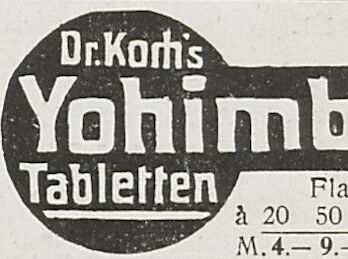 Dr. Korth's
Yohimb
Tabletten
Fla
à 20 50
M. 4.— 9.-